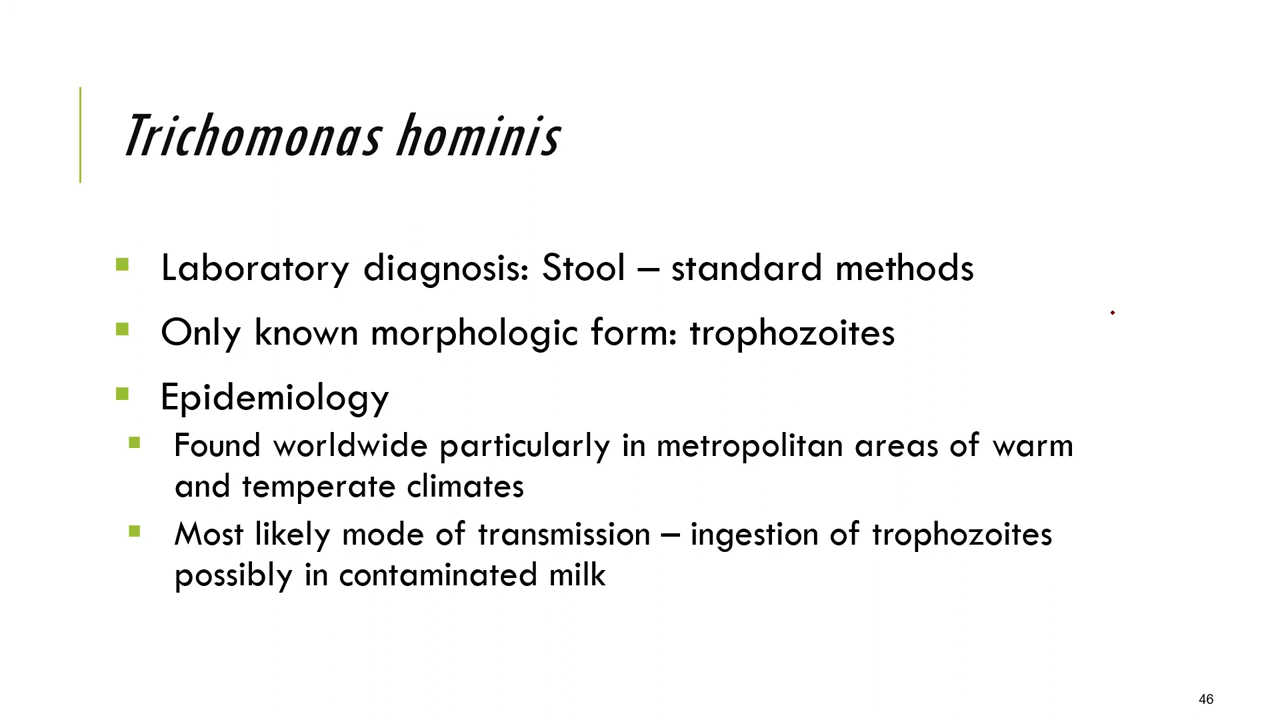 Trichomonas hominis
Laboratory diagnosis: Stool – standard methods
Only known morphologic form: trophozoites
Epidemiology
Found worldwide particularly in metropolitan areas of warm
and temperate climates
Most likely mode of transmission – ingestion of trophozoites
possibly in contaminated milk
46